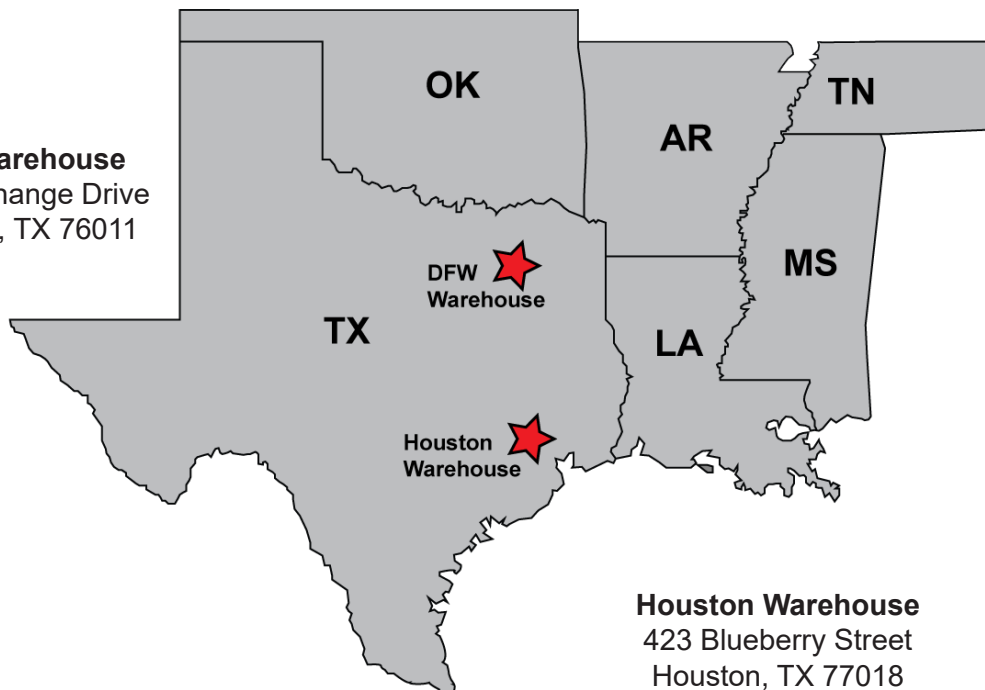 OK
TN
AR
hange Drive
, TX 76011
MS
DFW
Warehouse
TX
LA
Houston
Warehouse
Houston Warehouse
423 Blueberry Street
Houston, TX 77018